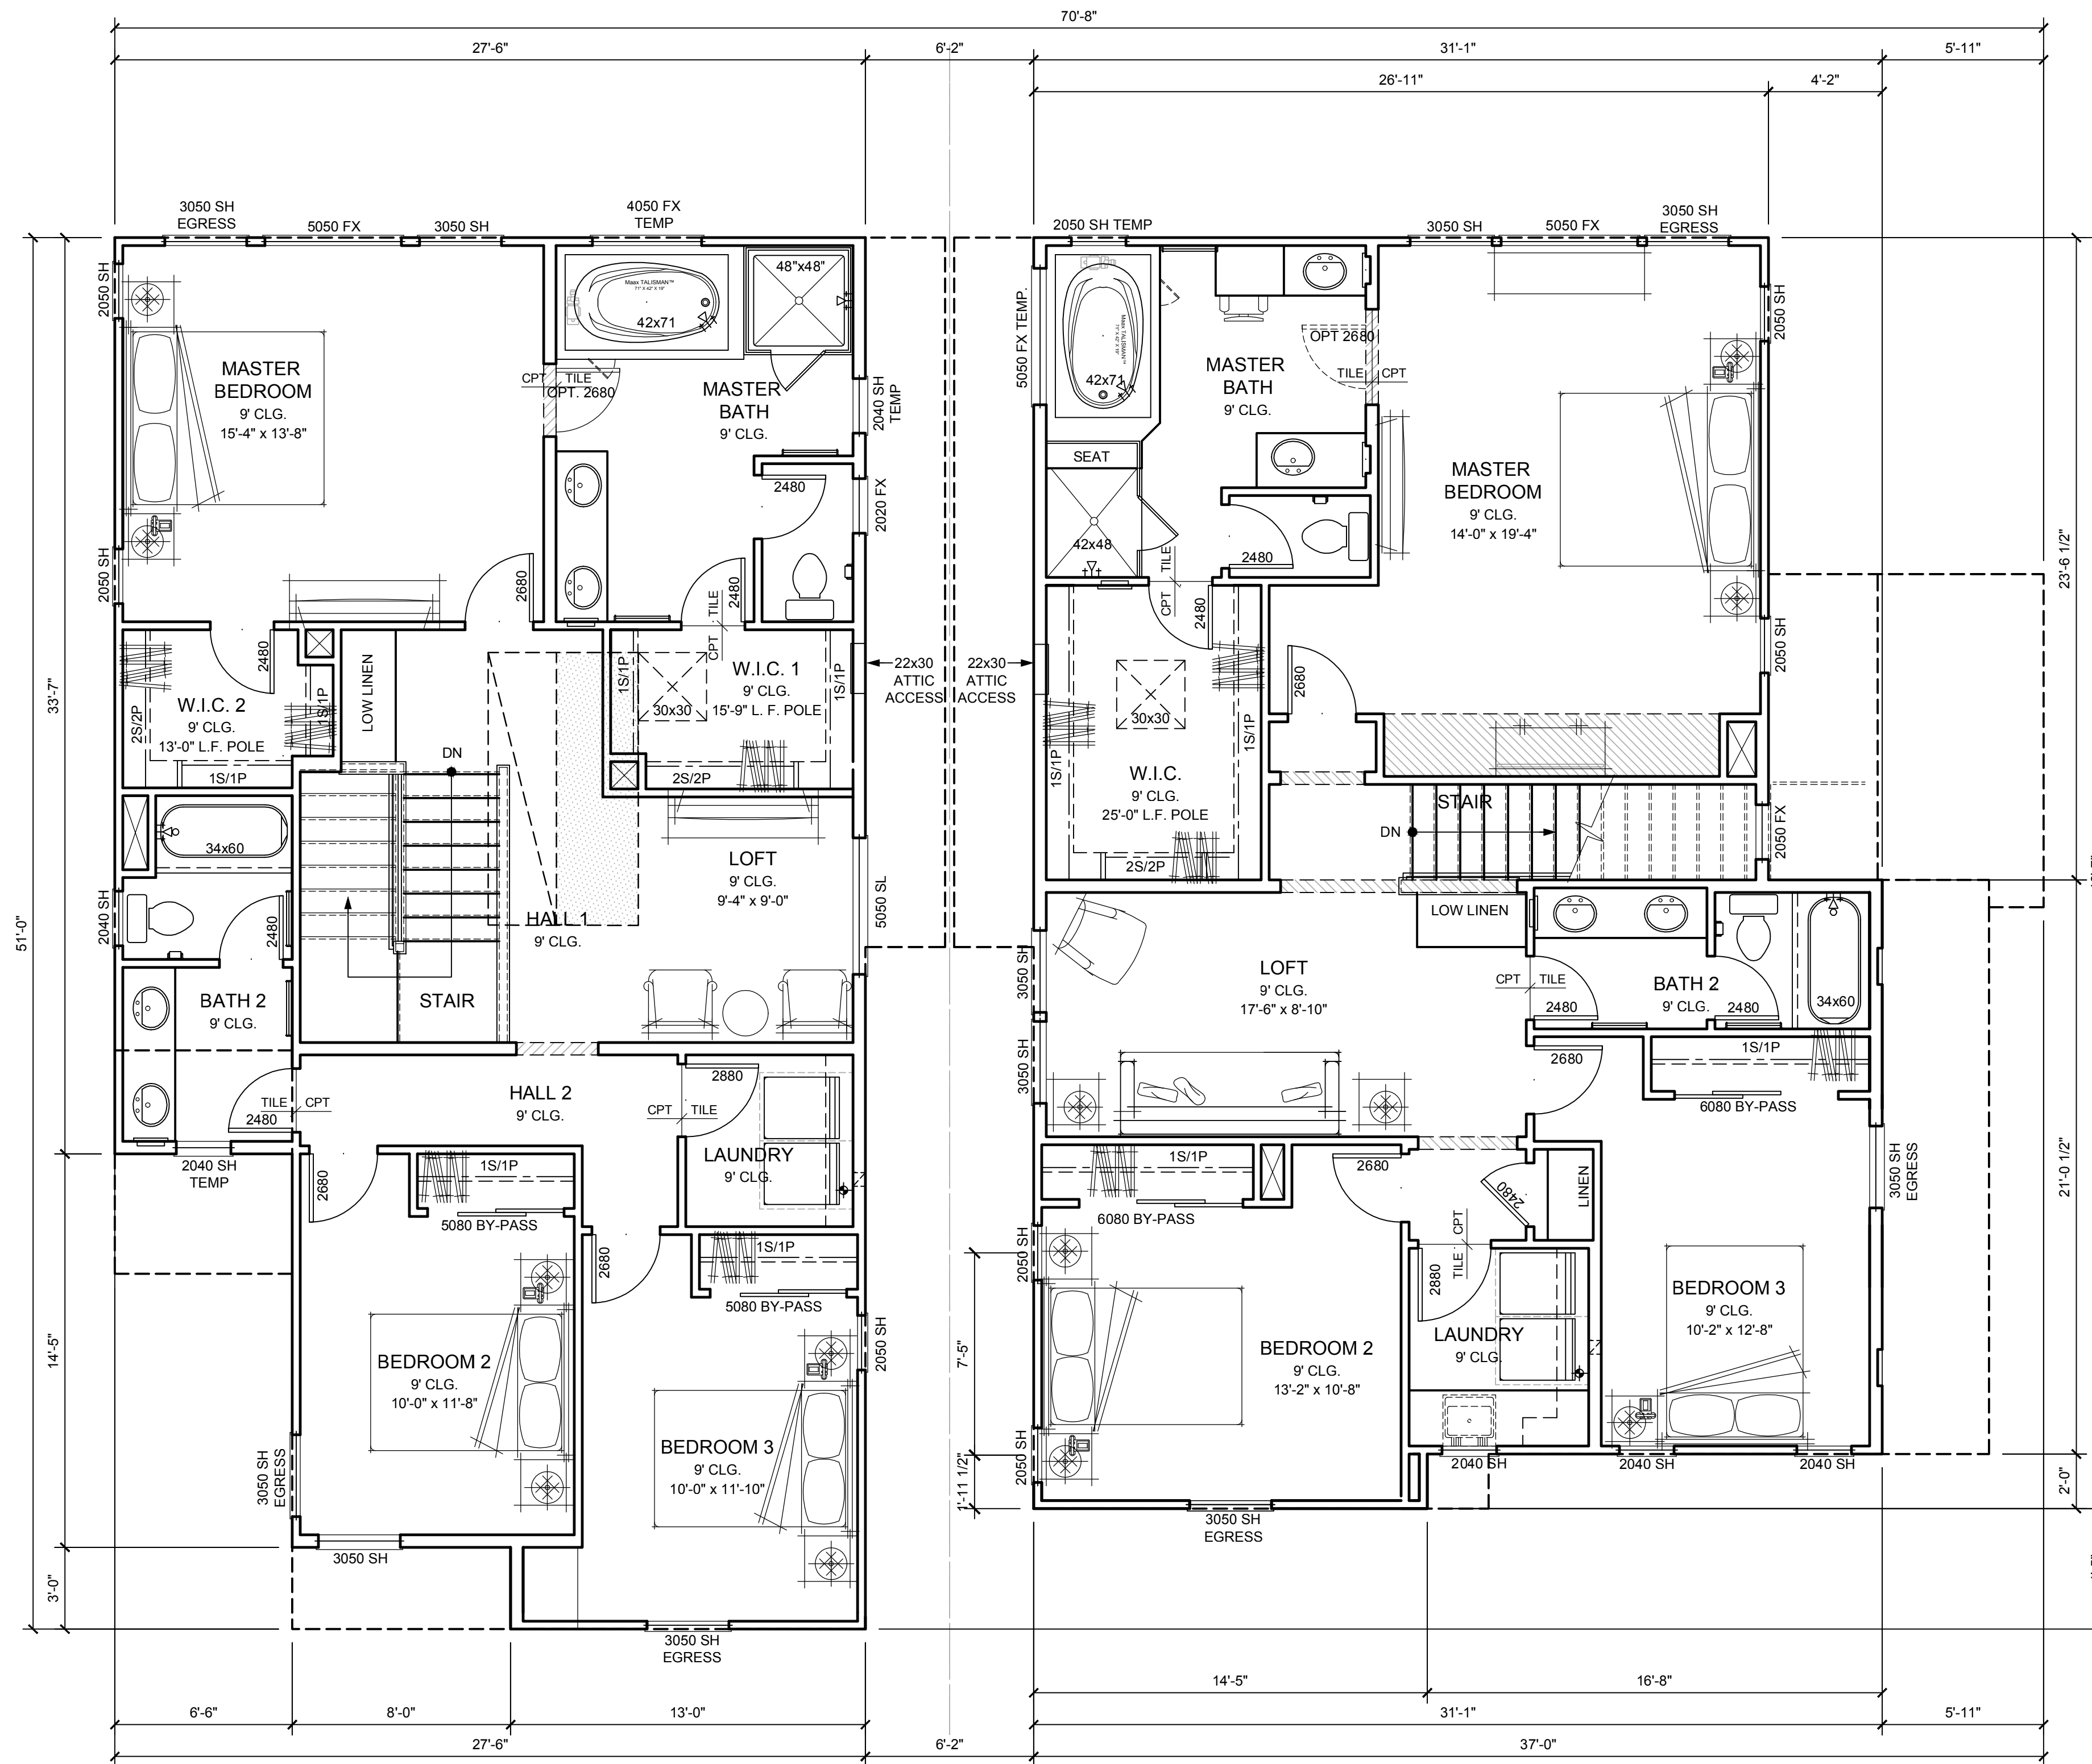 70'-8"
27'-6"
6'-2"
31'-1"
5'-11"
26'-11"
4'-2"
3050 SH
EGRESS
5050 FX
3050 SH
4050 FX
TEMP
2050 SH TEMP
3050 SH
5050 FX
3050 SH
EGRESS
2050 SH
MASTER
BEDROOM
9' CLG.
15'-4" x 13'-8"
2050 SH
Maax TALISMAN™
71" X 42" X 19"
42x71
48"x48"
CPT
TILE
OPT. 2680
MASTER
BATH
9' CLG.
2040 SH
TEMP
2480
2020 FX
2680
2480
TILE
CPT
2480
W.I.C. 2
9' CLG.
13'-0" L.F. POLE
2S/2P
1S/1P
1S/1P
LOW LINEN
DN
1S/1P
30x30
W.I.C. 1
9' CLG.
15'-9" L. F. POLE
1S/1P
2S/2P
22x30
ATTIC
ACCESS
22x30
ATTIC
ACCESS
33'-7"
51'-0"
14'-5"
3'-0"
34x60
2040 SH
2480
HALL 1
9' CLG.
LOFT
9' CLG.
9'-4" x 9'-0"
5050 SL
BATH 2
9' CLG.
STAIR
TILE
CPT
2480
HALL 2
9' CLG.
CPT
TILE
2880
LAUNDRY
9' CLG.
2040 SH
TEMP
2680
1S/1P
5080 BY-PASS
2680
1S/1P
5080 BY-PASS
2050 SH
BEDROOM 2
9' CLG.
10'-0" x 11'-8"
BEDROOM 3
9' CLG.
10'-0" x 11'-10"
3050 SH
EGRESS
3050 SH
3050 SH
EGRESS
6'-6"
8'-0"
13'-0"
27'-6"
6'-2"
5050 FX TEMP.
Maax TALISMAN™
71" X 42" X 19"
42x71
MASTER
BATH
9' CLG.
OPT 2680
TILE
CPT
SEAT
42x48
TILE
CPT
2480
2480
MASTER
BEDROOM
9' CLG.
14'-0" x 19'-4"
2050 SH
2050 SH
23'-6 1/2"
2680
30x30
1S/1P
1S/1P
W.I.C.
9' CLG.
25'-0" L.F. POLE
2S/2P
STAIR
DN
2050 FX
LOW LINEN
LOFT
9' CLG.
17'-6" x 8'-10"
3050 SH
3050 SH
CPT
TILE
2480
BATH 2
9' CLG.
2480
34x60
2680
1S/1P
6080 BY-PASS
3050 SH
EGRESS
21'-0 1/2"
1S/1P
6080 BY-PASS
2680
2480
LINEN
TILE
CPT
2880
LAUNDRY
9' CLG.
2050 SH
7'-5"
1'-11 1/2"
2050 SH
BEDROOM 2
9' CLG.
13'-2" x 10'-8"
BEDROOM 3
9' CLG.
10'-2" x 12'-8"
2040 SH
2040 SH
2040 SH
2'-0"
3050 SH
EGRESS
14'-5"
16'-8"
31'-1"
5'-11"
37'-0"